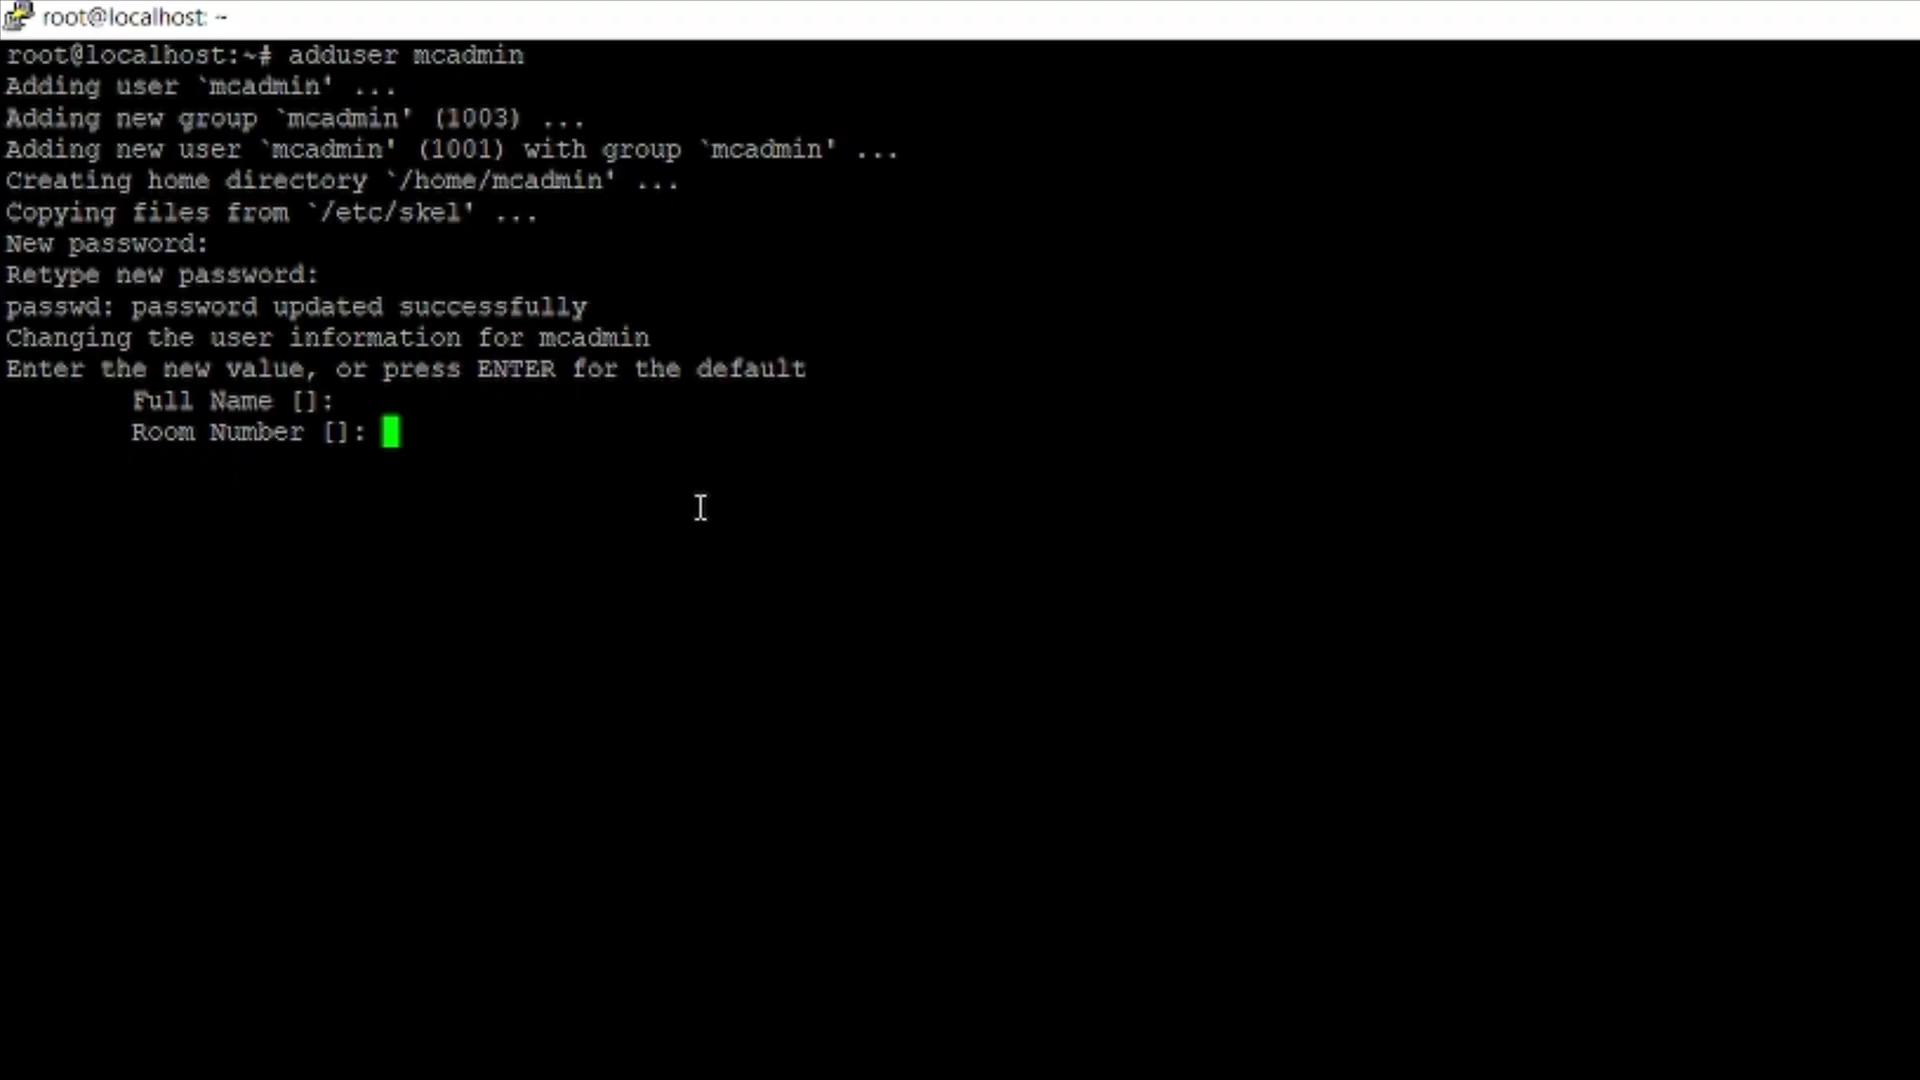 root@localhost: ~
root@localhost:~# adduser mcadmin
Adding user `mcadmin' ...
Adding new group `mcadmin' (1003) ...
Adding new user `mcadmin' (1001) with group `mcadmin' ...
Creating home directory `/home/mcadmin' ...
Copying files from `/etc/skel' ...
New password:
Retype new password:
passwd: password updated successfully
Changing the user information for mcadmin
Enter the new value, or press ENTER for the default
Full Name []:
Room Number []: